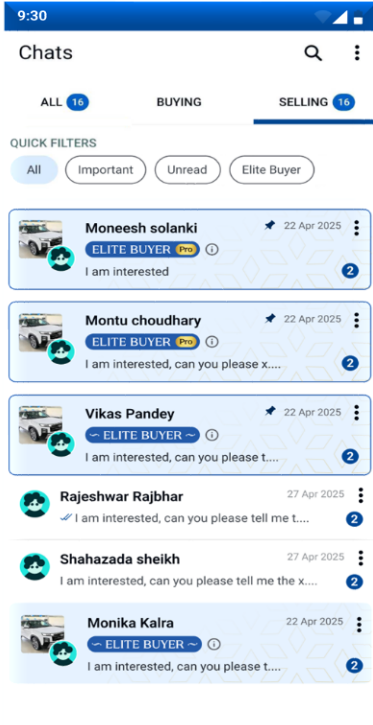 9:30
Chats
ALL 16 BUYING SELLING 16
QUICK FILTERS
All Important Unread Elite Buyer
Moneesh solanki 22 Apr 2025
ELITE BUYER Pro
I am interested 2
Montu choudhary 22 Apr 2025
ELITE BUYER Pro
I am interested, can you please x.... 2
Vikas Pandey 22 Apr 2025
~ ELITE BUYER ~
I am interested, can you please t.... 2
Rajeshwar Rajbhar 27 Apr 2025
I am interested, can you please tell me t.... 2
Shahazada sheikh 27 Apr 2025
I am interested, can you please tell me the x.... 2
Monika Kalra 22 Apr 2025
~ ELITE BUYER ~
I am interested, can you please t.... 2